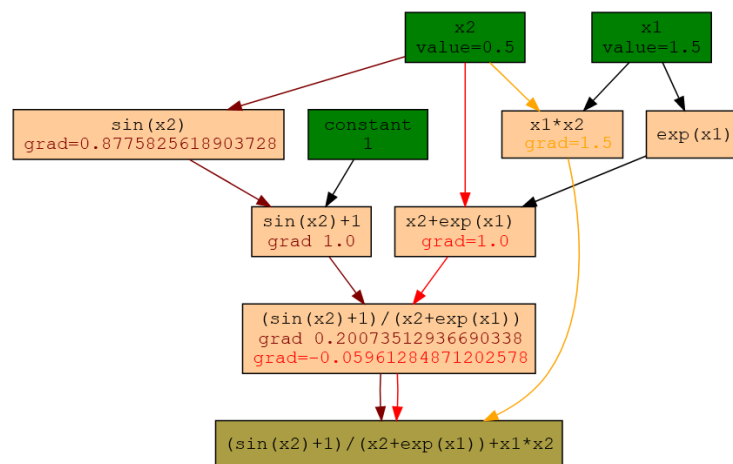 x2
value=0.5
x1
value=1.5
sin(x2)
grad=0.8775825618903728
constant
1
x1*x2
grad=1.5
exp(x1)
sin(x2)+1
grad 1.0
x2+exp(x1)
grad=1.0
(sin(x2)+1)/(x2+exp(x1))
grad 0.20073512936690338
grad=-0.05961284871202578
(sin(x2)+1)/(x2+exp(x1))+x1*x2